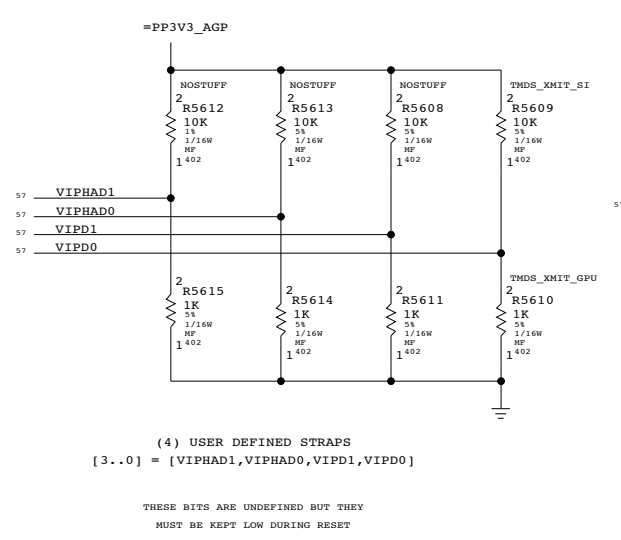 =PP3V3_AGP
NOSTUFF NOSTUFF NOSTUFF TMDS_XMIT_SI
2 2 2 2
R5612 R5613 R5608 R5609
10K 10K 10K 10K
1% 5% 5% 5%
1/16W 1/16W 1/16W 1/16W
MF MF MF MF
1 402 1 402 1 402 1 402
57 VIPHAD1
57 VIPHAD0
57 VIPD1
57 VIPD0
57
TMDS_XMIT_GPU
2 2 2 2
R5615 R5614 R5611 R5610
1K 1K 1K 1K
5% 5% 5% 5%
1/16W 1/16W 1/16W 1/16W
MF MF MF MF
1 402 1 402 1 402 1 402
(4) USER DEFINED STRAPS
[3..0] = [VIPHAD1,VIPHAD0,VIPD1,VIPD0]
THESE BITS ARE UNDEFINED BUT THEY
MUST BE KEPT LOW DURING RESET